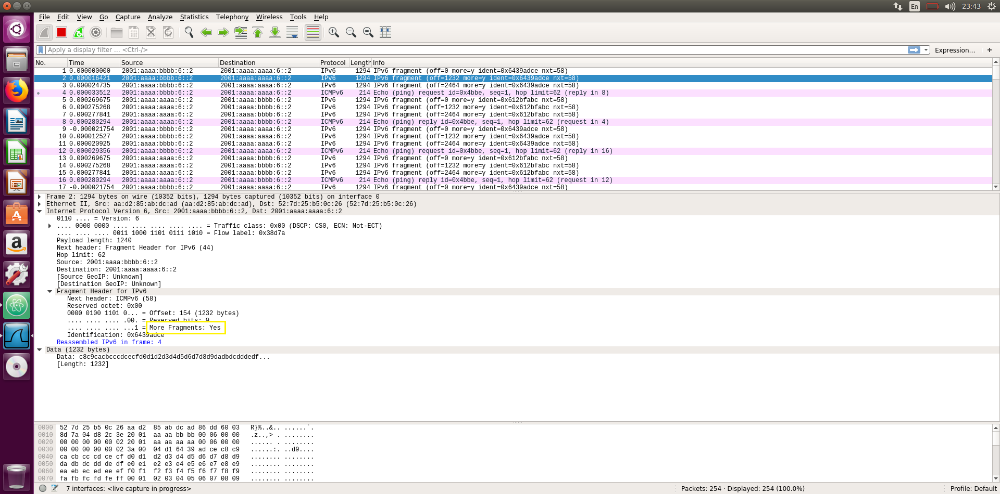 En 23:43
File Edit View Go Capture Analyze Statistics Telephony Wireless Tools Help
Apply a display filter ... <Ctrl-/> Expression... +
No. Time Source Destination Protocol Length Info
1 0.000000000 2001:aaaa:bbbb:6::2 2001:aaaa:aaaa:6::2 IPv6 1294 IPv6 fragment (off=0 more=y ident=0x6439adce nxt=58)
2 0.000016421 2001:aaaa:bbbb:6::2 2001:aaaa:aaaa:6::2 IPv6 1294 IPv6 fragment (off=1232 more=y ident=0x6439adce nxt=58)
3 0.000024735 2001:aaaa:bbbb:6::2 2001:aaaa:aaaa:6::2 IPv6 1294 IPv6 fragment (off=2464 more=y ident=0x6439adce nxt=58)
4 0.000033512 2001:aaaa:bbbb:6::2 2001:aaaa:aaaa:6::2 ICMPv6 214 Echo (ping) request id=0x4bbe, seq=1, hop limit=62 (reply in 8)
5 0.000269675 2001:aaaa:aaaa:6::2 2001:aaaa:bbbb:6::2 IPv6 1294 IPv6 fragment (off=0 more=y ident=0x612bfabc nxt=58)
6 0.000275268 2001:aaaa:aaaa:6::2 2001:aaaa:bbbb:6::2 IPv6 1294 IPv6 fragment (off=1232 more=y ident=0x612bfabc nxt=58)
7 0.000277841 2001:aaaa:aaaa:6::2 2001:aaaa:bbbb:6::2 IPv6 1294 IPv6 fragment (off=2464 more=y ident=0x612bfabc nxt=58)
8 0.000280294 2001:aaaa:aaaa:6::2 2001:aaaa:bbbb:6::2 ICMPv6 214 Echo (ping) reply id=0x4bbe, seq=1, hop limit=62 (request in 4)
9 -0.000021754 2001:aaaa:bbbb:6::2 2001:aaaa:aaaa:6::2 IPv6 1294 IPv6 fragment (off=0 more=y ident=0x6439adce nxt=58)
10 0.000012527 2001:aaaa:bbbb:6::2 2001:aaaa:aaaa:6::2 IPv6 1294 IPv6 fragment (off=1232 more=y ident=0x6439adce nxt=58)
11 0.000020925 2001:aaaa:bbbb:6::2 2001:aaaa:aaaa:6::2 IPv6 1294 IPv6 fragment (off=2464 more=y ident=0x6439adce nxt=58)
12 0.000029356 2001:aaaa:bbbb:6::2 2001:aaaa:aaaa:6::2 ICMPv6 214 Echo (ping) request id=0x4bbe, seq=1, hop limit=62 (reply in 16)
13 0.000269675 2001:aaaa:aaaa:6::2 2001:aaaa:bbbb:6::2 IPv6 1294 IPv6 fragment (off=0 more=y ident=0x612bfabc nxt=58)
14 0.000275268 2001:aaaa:aaaa:6::2 2001:aaaa:bbbb:6::2 IPv6 1294 IPv6 fragment (off=1232 more=y ident=0x612bfabc nxt=58)
15 0.000277841 2001:aaaa:aaaa:6::2 2001:aaaa:bbbb:6::2 IPv6 1294 IPv6 fragment (off=2464 more=y ident=0x612bfabc nxt=58)
16 0.000280294 2001:aaaa:aaaa:6::2 2001:aaaa:bbbb:6::2 ICMPv6 214 Echo (ping) reply id=0x4bbe, seq=1, hop limit=62 (request in 12)
17 -0.000021754 2001:aaaa:bbbb:6::2 2001:aaaa:aaaa:6::2 IPv6 1294 IPv6 fragment (off=0 more=y ident=0x6439adce nxt=58)
Frame 2: 1294 bytes on wire (10352 bits), 1294 bytes captured (10352 bits) on interface 0
Ethernet II, Src: aa:d2:85:ab:dc:ad (aa:d2:85:ab:dc:ad), Dst: 52:7d:25:b5:0c:26 (52:7d:25:b5:0c:26)
Internet Protocol Version 6, Src: 2001:aaaa:bbbb:6::2, Dst: 2001:aaaa:aaaa:6::2
0110 .... = Version: 6
.... 0000 0000 .... .... .... .... .... = Traffic class: 0x00 (DSCP: CS0, ECN: Not-ECT)
.... .... .... 0011 1000 1101 0111 1010 = Flow label: 0x38d7a
Payload length: 1240
Next header: Fragment Header for IPv6 (44)
Hop limit: 62
Source: 2001:aaaa:bbbb:6::2
Destination: 2001:aaaa:aaaa:6::2
[Source GeoIP: Unknown]
[Destination GeoIP: Unknown]
Fragment Header for IPv6
Next header: ICMPv6 (58)
Reserved octet: 0x00
0000 0100 1101 0... = Offset: 154 (1232 bytes)
.... .... .... .00. = Reserved bits: 0
.... .... .... ...1 = More Fragments: Yes
Identification: 0x6439adce
Reassembled IPv6 in frame: 4
Data (1232 bytes)
Data: c8c9cacbcccdcecfd0d1d2d3d4d5d6d7d8d9dadbdcdddedf...
[Length: 1232]
0000 52 7d 25 b5 0c 26 aa d2 85 ab dc ad 86 dd 60 03 R}%..&.. ......`.
0010 8d 7a 04 d8 2c 3e 20 01 aa aa bb bb 00 06 00 00 .z..,> . ........
0020 00 00 00 00 00 02 20 01 aa aa aa aa 00 06 00 00 ...... . ........
0030 00 00 00 00 00 02 3a 00 04 d1 64 39 ad ce c8 c9 ......:. ..d9....
0040 ca cb cc cd ce cf d0 d1 d2 d3 d4 d5 d6 d7 d8 d9 ........ ........
0050 da db dc dd de df e0 e1 e2 e3 e4 e5 e6 e7 e8 e9 ........ ........
0060 ea eb ec ed ee ef f0 f1 f2 f3 f4 f5 f6 f7 f8 f9 ........ ........
0070 fa fb fc fd fe ff 00 01 02 03 04 05 06 07 08 09 ........ ........
7 interfaces: <live capture in progress> Packets: 254 · Displayed: 254 (100.0%) Profile: Default